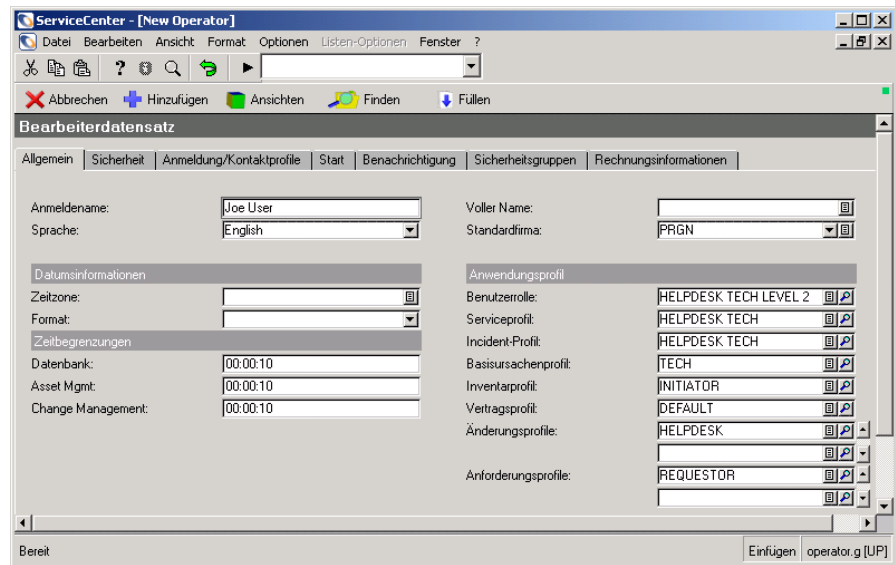 ServiceCenter - [New Operator]
Datei Bearbeiten Ansicht Format Optionen Listen-Optionen Fenster ?
Abbrechen Hinzufügen Ansichten Finden Füllen
Bearbeiterdatensatz
Allgemein Sicherheit Anmeldung/Kontaktprofile Start Benachrichtigung Sicherheitsgruppen Rechnungsinformationen
Anmeldename: Joe User Voller Name:
Sprache: English Standardfirma: PRGN
Datumsinformationen Anwendungsprofil
Zeitzone: Benutzerrolle: HELPDESK TECH LEVEL 2
Format: Serviceprofil: HELPDESK TECH
Zeitbegrenzungen Incident-Profil: HELPDESK TECH
Datenbank: 00:00:10 Basisursachenprofil: TECH
Asset Mgmt: 00:00:10 Inventarprofil: INITIATOR
Change Management: 00:00:10 Vertragsprofil: DEFAULT
Änderungsprofile: HELPDESK
Anforderungsprofile: REQUESTOR
Bereit Einfügen operator.g [UP]